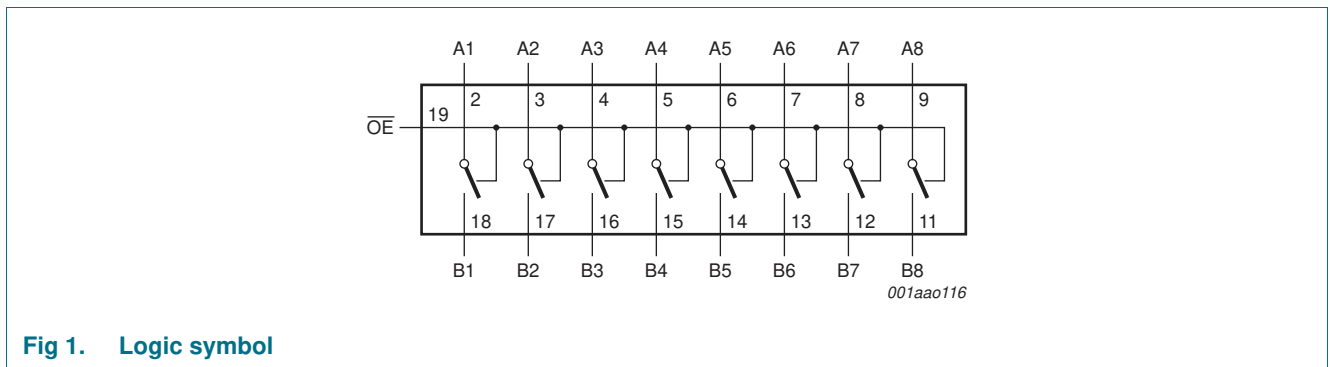 A1 A2 A3 A4 A5 A6 A7 A8
2 3 4 5 6 7 8 9
19
O̅E̅
18 17 16 15 14 13 12 11
B1 B2 B3 B4 B5 B6 B7 B8
001aao116
Fig 1. Logic symbol